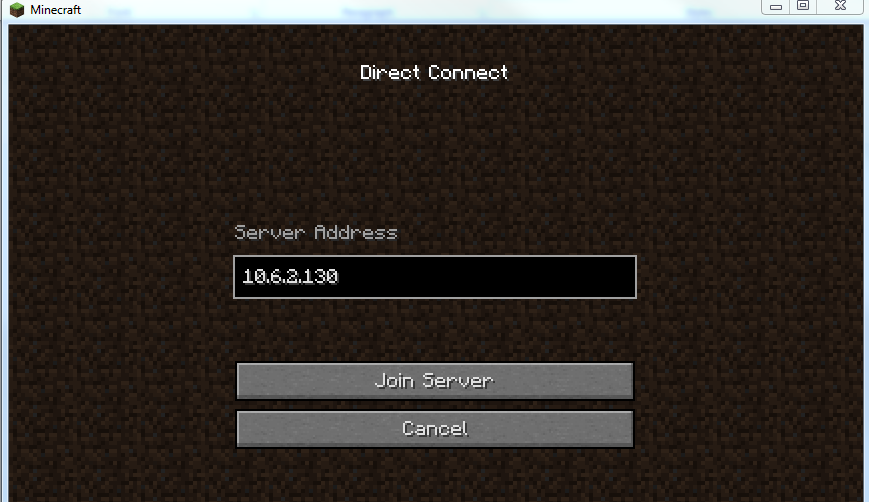 Minecraft
Direct Connect
Server Address
10.6.2.130
Join Server
Cancel